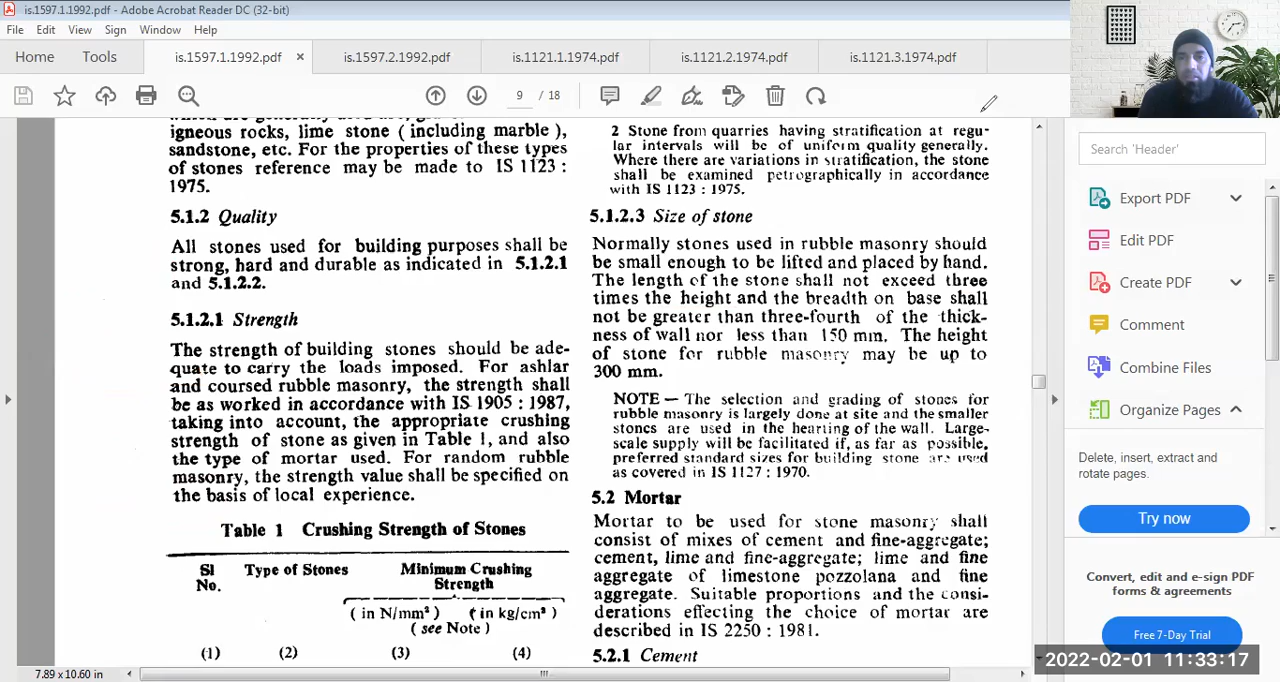 is.1597.1.1992.pdf - Adobe Acrobat Reader DC (32-bit)
File Edit View Sign Window Help
Home Tools is.1597.1.1992.pdf × is.1597.2.1992.pdf is.1121.1.1974.pdf is.1121.2.1974.pdf is.1121.3.1974.pdf
9 / 18
igneous rocks, lime stone ( including marble ),
sandstone, etc. For the properties of these types
of stones reference may be made to IS 1123 :
1975.
5.1.2 Quality
All stones used for building purposes shall be
strong, hard and durable as indicated in 5.1.2.1
and 5.1.2.2.
5.1.2.1 Strength
The strength of building stones should be ade-
quate to carry the loads imposed. For ashlar
and coursed rubble masonry, the strength shall
be as worked in accordance with IS 1905 : 1987,
taking into account, the appropriate crushing
strength of stone as given in Table 1, and also
the type of mortar used. For random rubble
masonry, the strength value shall be specified on
the basis of local experience.
Table 1 Crushing Strength of Stones
Sl Type of Stones Minimum Crushing
No. Strength
( in N/mm² ) ( in kg/cm² )
( see Note )
(1) (2) (3) (4)
2 Stone from quarries having stratification at regu-
lar intervals will be of uniform quality generally.
Where there are variations in stratification, the stone
shall be examined petrographically in accordance
with IS 1123 : 1975.
5.1.2.3 Size of stone
Normally stones used in rubble masonry should
be small enough to be lifted and placed by hand.
The length of the stone shall not exceed three
times the height and the breadth on base shall
not be greater than three-fourth of the thick-
ness of wall nor less than 150 mm. The height
of stone for rubble masonry may be up to
300 mm.
NOTE — The selection and grading of stones for
rubble masonry is largely done at site and the smaller
stones are used in the hearting of the wall. Large-
scale supply will be facilitated if, as far as possible,
preferred standard sizes for building stone are used
as covered in IS 1127 : 1970.
5.2 Mortar
Mortar to be used for stone masonry shall
consist of mixes of cement and fine-aggregate;
cement, lime and fine-aggregate; lime and fine
aggregate of limestone pozzolana and fine
aggregate. Suitable proportions and the consi-
derations effecting the choice of mortar are
described in IS 2250 : 1981.
5.2.1 Cement
7.89 x 10.60 in
Search 'Header'
Export PDF
Edit PDF
Create PDF
Comment
Combine Files
Organize Pages
Delete, insert, extract and
rotate pages.
Try now
Convert, edit and e-sign PDF
forms & agreements
Free 7-Day Trial
2022-02-01 11:33:17